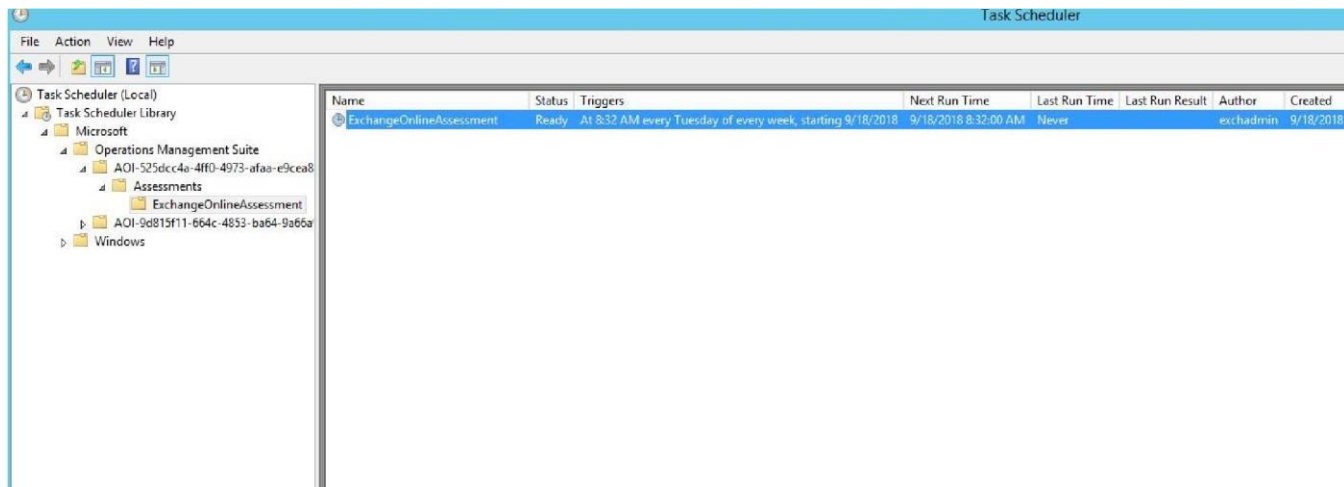 Task Scheduler
File Action View Help
Task Scheduler (Local)
Task Scheduler Library
Microsoft
Operations Management Suite
AOI-525dcc4a-4ff0-4973-afaa-e9cea8
Assessments
ExchangeOnlineAssessment
AOI-9d815f11-664c-4853-ba64-9a66a
Windows
Name Status Triggers Next Run Time Last Run Time Last Run Result Author Created
ExchangeOnlineAssessment Ready At 8:32 AM every Tuesday of every week, starting 9/18/2018 9/18/2018 8:32:00 AM Never exchadmin 9/18/2018